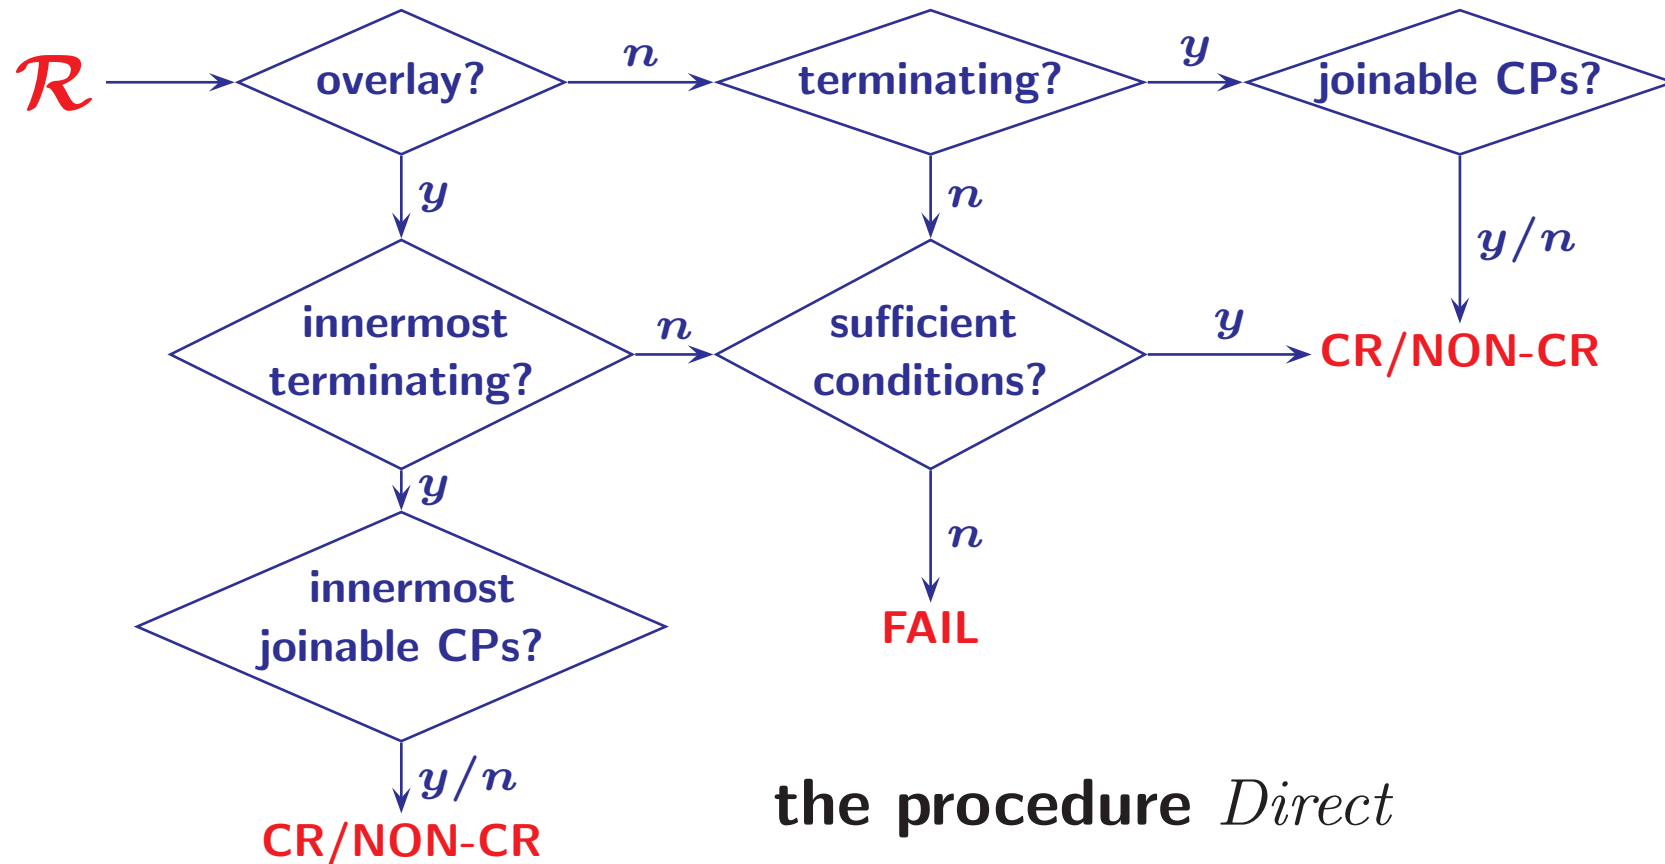 R
overlay?
n
terminating?
y
joinable CPs?
y
n
y/n
innermost
terminating?
n
sufficient
conditions?
y
CR/NON-CR
y
n
innermost
joinable CPs?
FAIL
y/n
the procedure Direct
CR/NON-CR